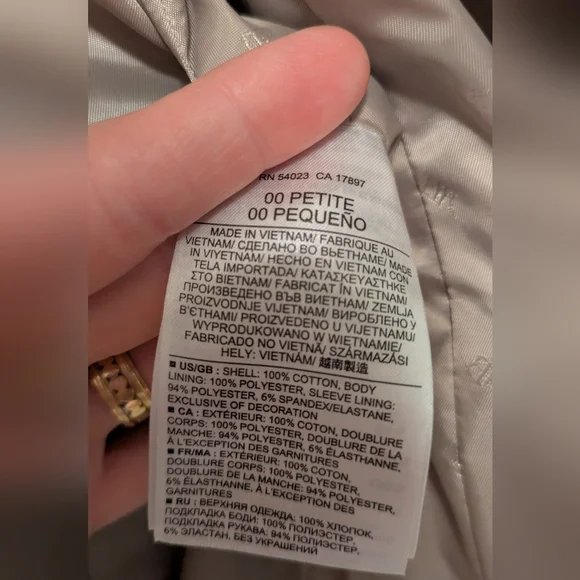 RN 54023 CA 17897
00 PETITE
00 PEQUEÑO
MADE IN VIETNAM/ FABRIQUE AU
VIETNAM/ СДЕЛАНО ВО ВЬЕТНАМЕ/ MADE
IN VIYETNAM/ HECHO EN VIETNAM CON
TELA IMPORTADA/ ΚΑΤΑΣΚΕΥΑΣΤΗΚΕ
ΣΤΟ ΒΙΕΤΝΑΜ/ FABRICAT ÎN VIETNAM/
ПРОИЗВЕДЕНО ВЪВ ВИЕТНАМ/ ZEMLJA
PROIZVODNJE VIJETNAM/ ВИРОБЛЕНО У
В'ЄТНАМІ/ PROIZVEDENO U VIJETNAMU/
WYPRODUKOWANO W WIETNAMIE/
FABRICADO NO VIETNÃ/ SZÁRMAZÁSI
HELY: VIETNÁM/ 越南製造
■ US/GB : SHELL: 100% COTTON, BODY
LINING: 100% POLYESTER, SLEEVE LINING:
94% POLYESTER, 6% SPANDEX/ELASTANE,
EXCLUSIVE OF DECORATION
■ CA : EXTÉRIEUR: 100% COTON, DOUBLURE
CORPS: 100% POLYESTER, DOUBLURE DE LA
MANCHE: 94% POLYESTER, 6% ÉLASTHANNE,
À L'EXCEPTION DES GARNITURES
■ FR/MA : EXTÉRIEUR: 100% COTON,
DOUBLURE CORPS: 100% POLYESTER,
DOUBLURE DE LA MANCHE: 94% POLYESTER,
6% ÉLASTHANNE, À L'EXCEPTION DES
GARNITURES
■ RU : ВЕРХНЯЯ ОДЕЖДА: 100% ХЛОПОК,
ПОДКЛАДКА БОДИ: 100% ПОЛИЭСТЕР,
ПОДКЛАДКА РУКАВА: 94% ПОЛИЭСТЕР,
6% ЭЛАСТАН, БЕЗ УКРАШЕНИЙ